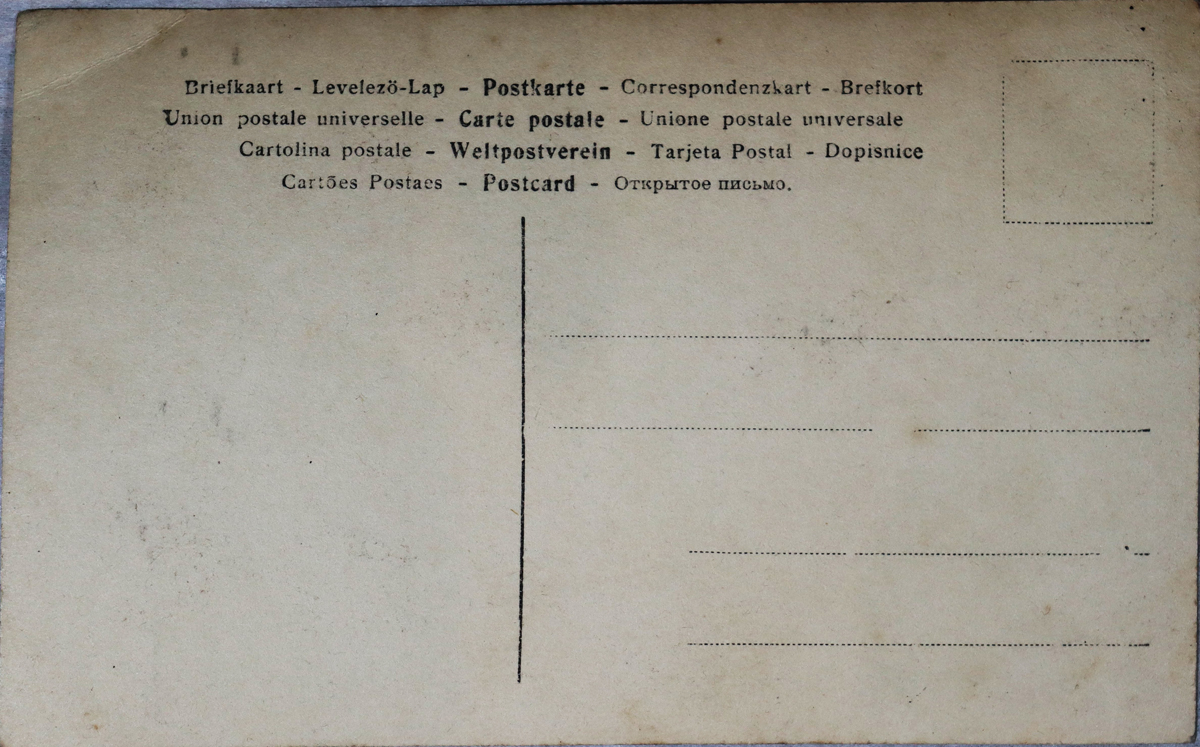 Briefkaart - Levelezö-Lap - Postkarte - Correspondenzkart - Brefkort
Union postale universelle - Carte postale - Unione postale universale
Cartolina postale - Weltpostverein - Tarjeta Postal - Dopisnice
Cartões Postaes - Postcard - Открытое письмо.